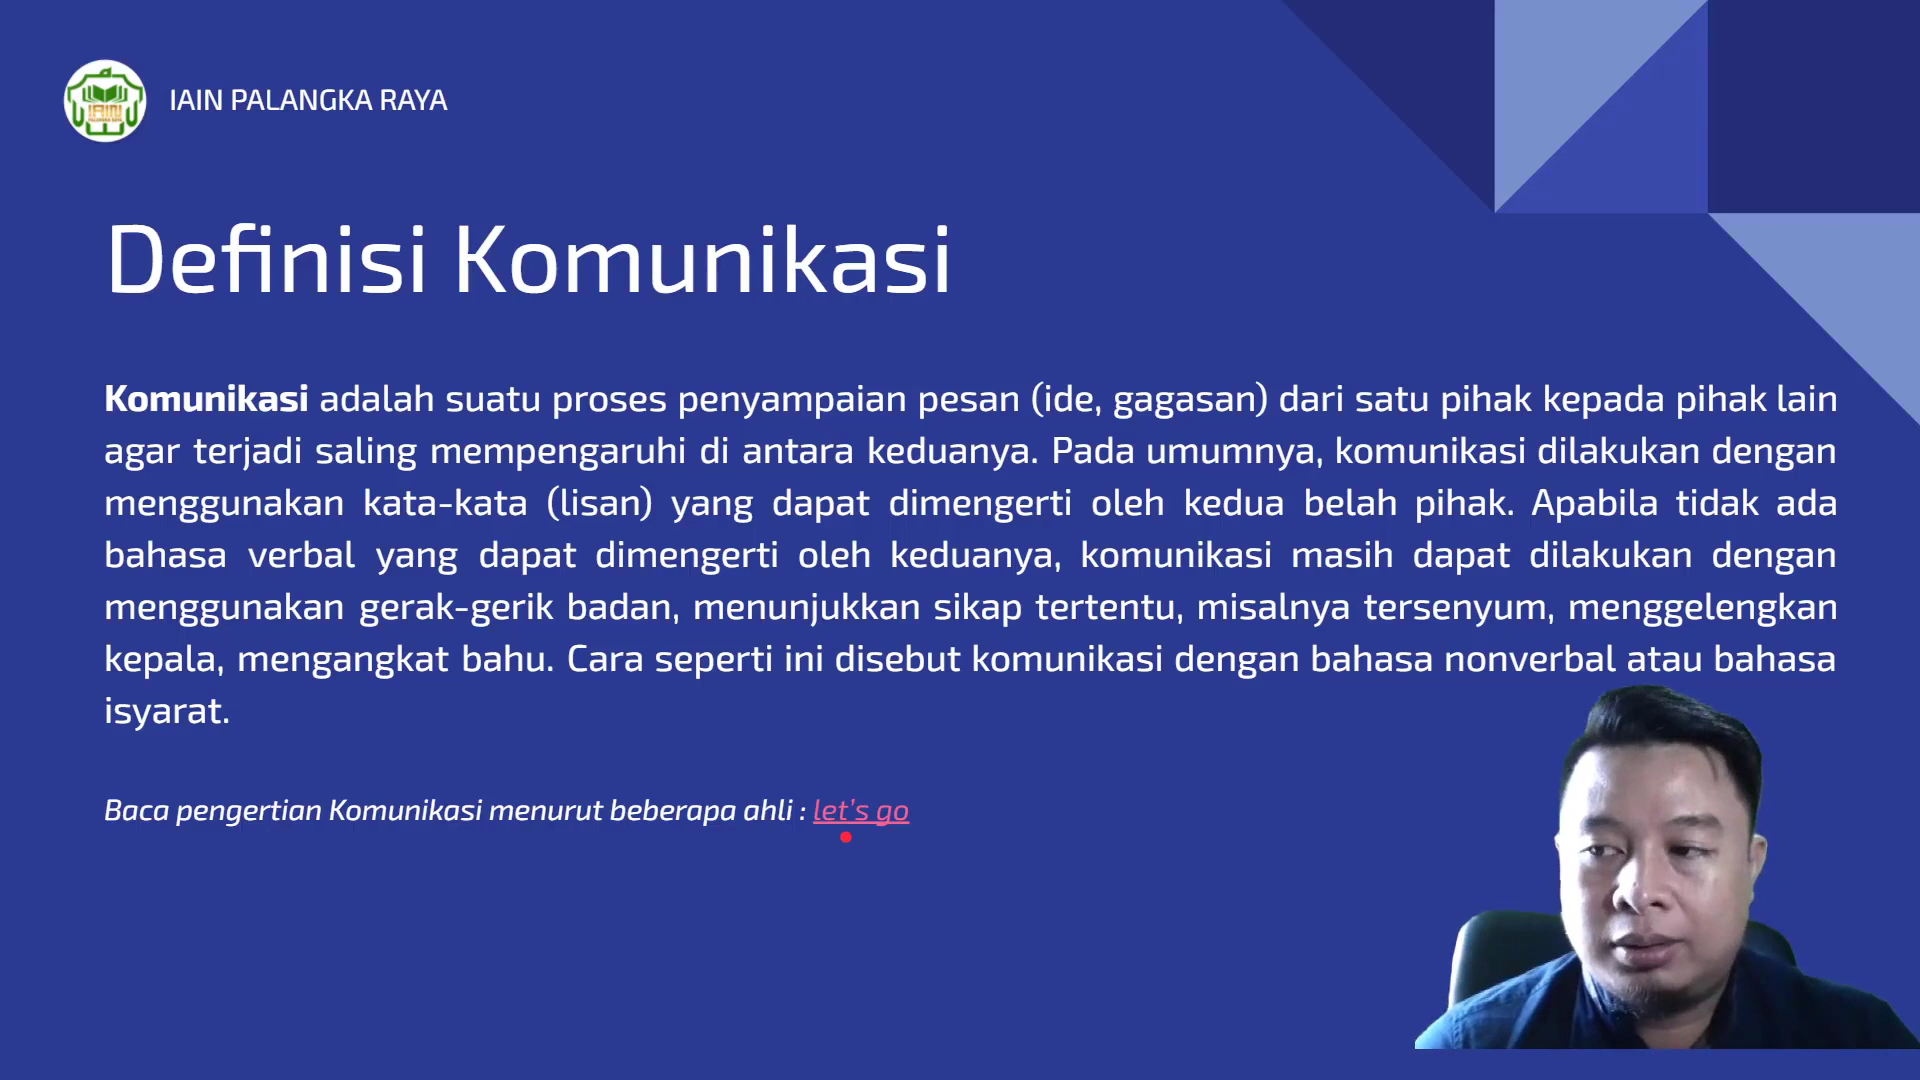 IAIN PALANGKA RAYA
Definisi Komunikasi
Komunikasi adalah suatu proses penyampaian pesan (ide, gagasan) dari satu pihak kepada pihak lain
agar terjadi saling mempengaruhi di antara keduanya. Pada umumnya, komunikasi dilakukan dengan
menggunakan kata-kata (lisan) yang dapat dimengerti oleh kedua belah pihak. Apabila tidak ada
bahasa verbal yang dapat dimengerti oleh keduanya, komunikasi masih dapat dilakukan dengan
menggunakan gerak-gerik badan, menunjukkan sikap tertentu, misalnya tersenyum, menggelengkan
kepala, mengangkat bahu. Cara seperti ini disebut komunikasi dengan bahasa nonverbal atau bahasa
isyarat.
Baca pengertian Komunikasi menurut beberapa ahli : let's go